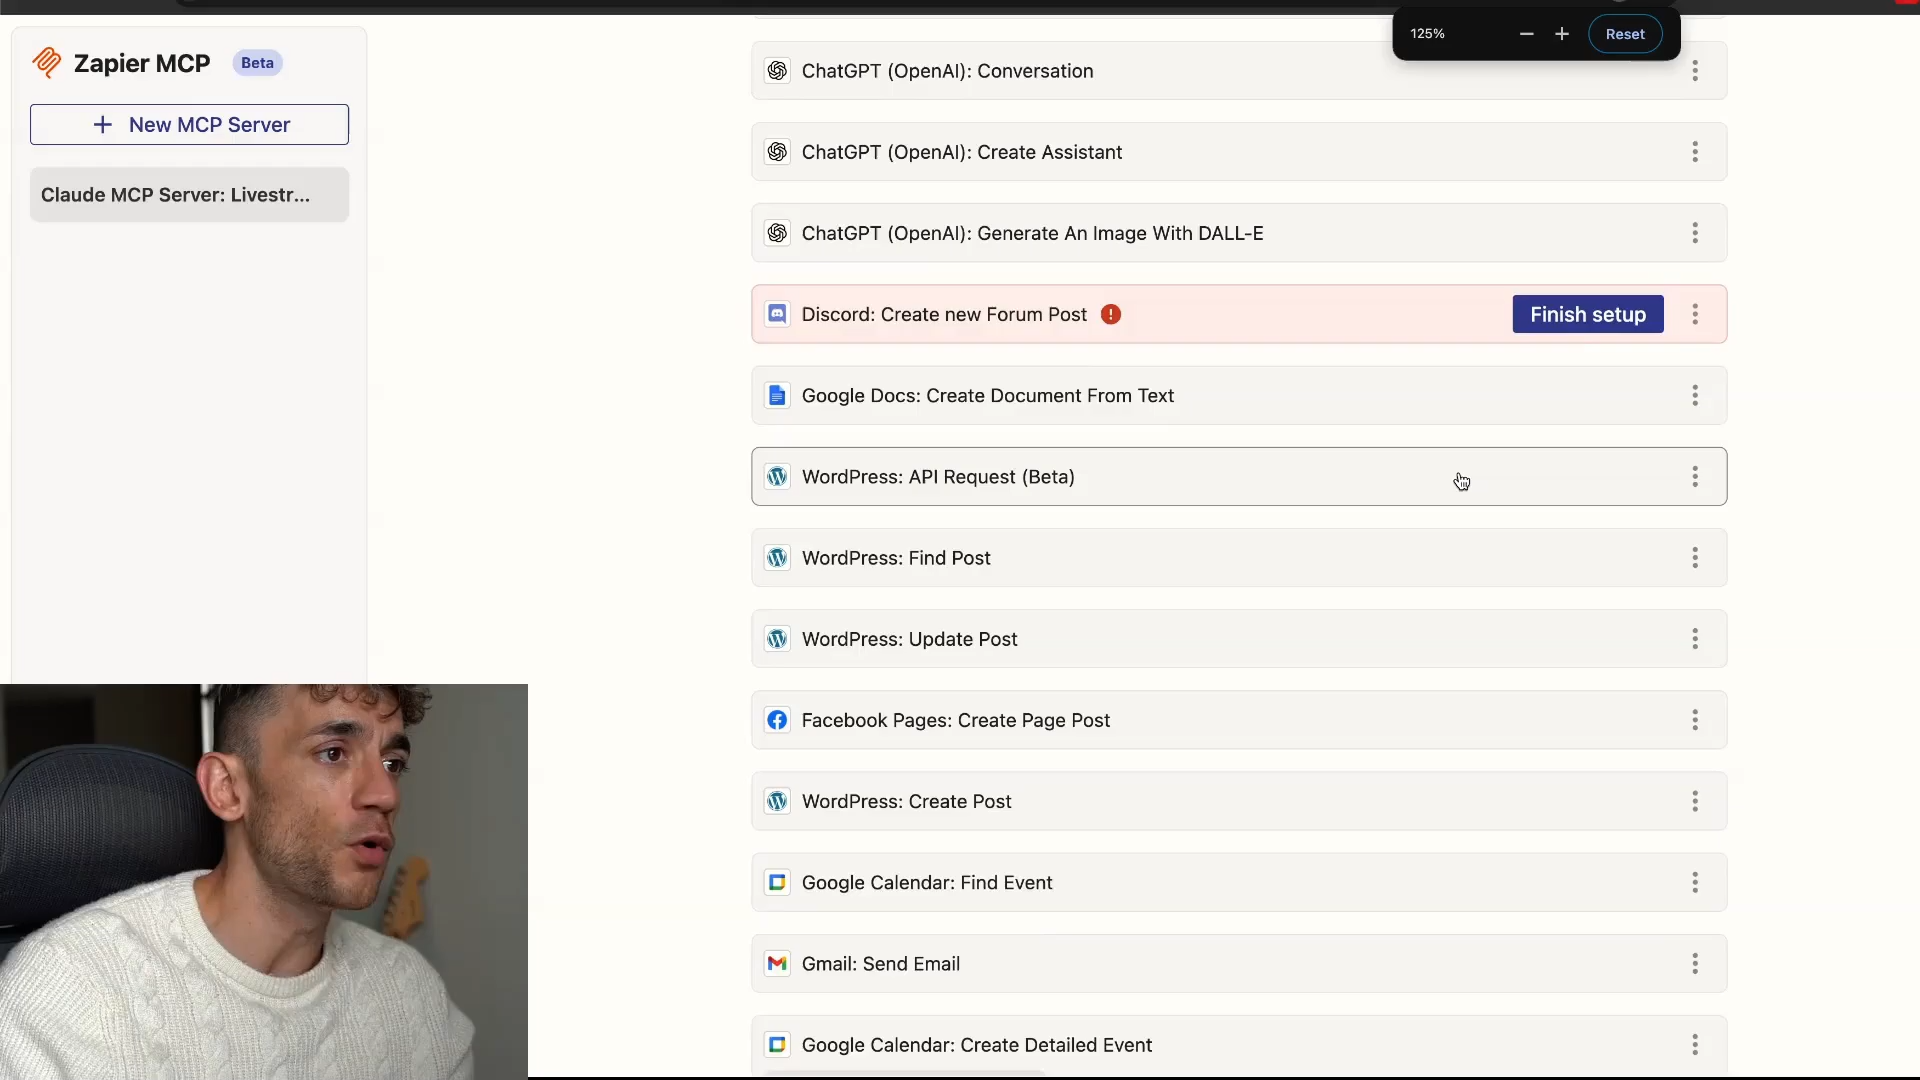 125%
Reset
Zapier MCP
Beta
+ New MCP Server
Claude MCP Server: Livestr...
ChatGPT (OpenAI): Conversation
ChatGPT (OpenAI): Create Assistant
ChatGPT (OpenAI): Generate An Image With DALL-E
Discord: Create new Forum Post
Finish setup
Google Docs: Create Document From Text
WordPress: API Request (Beta)
WordPress: Find Post
WordPress: Update Post
Facebook Pages: Create Page Post
WordPress: Create Post
Google Calendar: Find Event
Gmail: Send Email
Google Calendar: Create Detailed Event